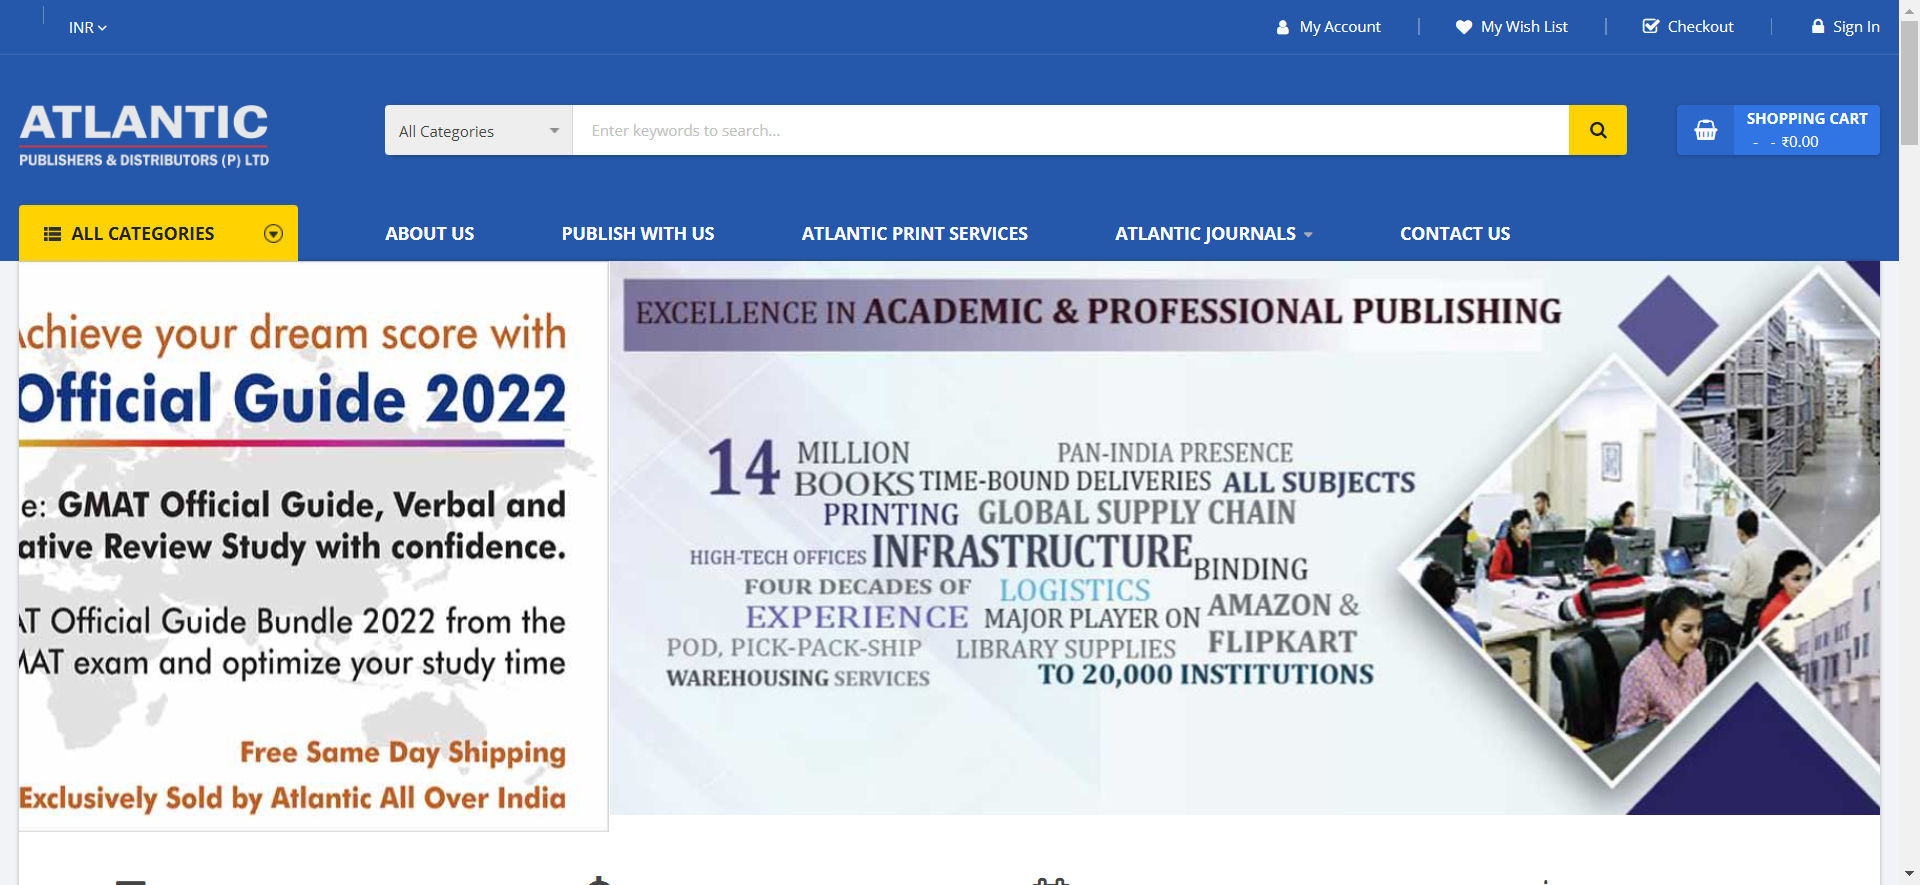 INR
My Account
My Wish List
Checkout
Sign In
ATLANTIC
PUBLISHERS & DISTRIBUTORS (P) LTD
All Categories
Enter keywords to search...
SHOPPING CART
- - ₹0.00
ALL CATEGORIES
ABOUT US
PUBLISH WITH US
ATLANTIC PRINT SERVICES
ATLANTIC JOURNALS
CONTACT US
Achieve your dream score with
Official Guide 2022
e: GMAT Official Guide, Verbal and
ative Review Study with confidence.
AT Official Guide Bundle 2022 from the
MAT exam and optimize your study time
Free Same Day Shipping
Exclusively Sold by Atlantic All Over India
EXCELLENCE IN ACADEMIC & PROFESSIONAL PUBLISHING
14 MILLION BOOKS
PAN-INDIA PRESENCE
TIME-BOUND DELIVERIES ALL SUBJECTS
PRINTING GLOBAL SUPPLY CHAIN
HIGH-TECH OFFICES INFRASTRUCTURE BINDING
FOUR DECADES OF EXPERIENCE
LOGISTICS
MAJOR PLAYER ON AMAZON & FLIPKART
POD, PICK-PACK-SHIP
WAREHOUSING SERVICES
LIBRARY SUPPLIES
TO 20,000 INSTITUTIONS